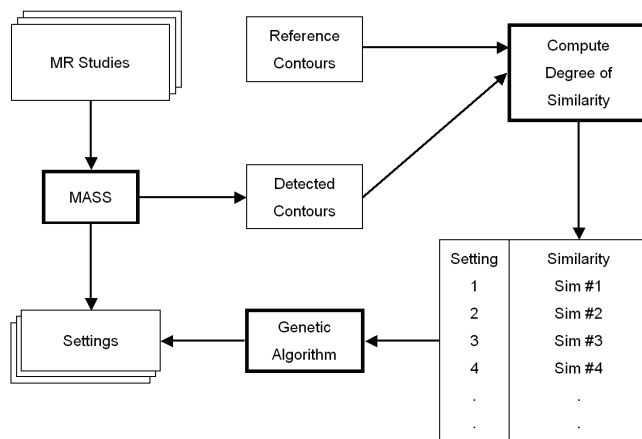 MR Studies
Reference
Contours
Compute
Degree of
Similarity
MASS
Detected
Contours
Setting Similarity
1 Sim #1
2 Sim #2
3 Sim #3
4 Sim #4
. .
. .
Settings
Genetic
Algorithm